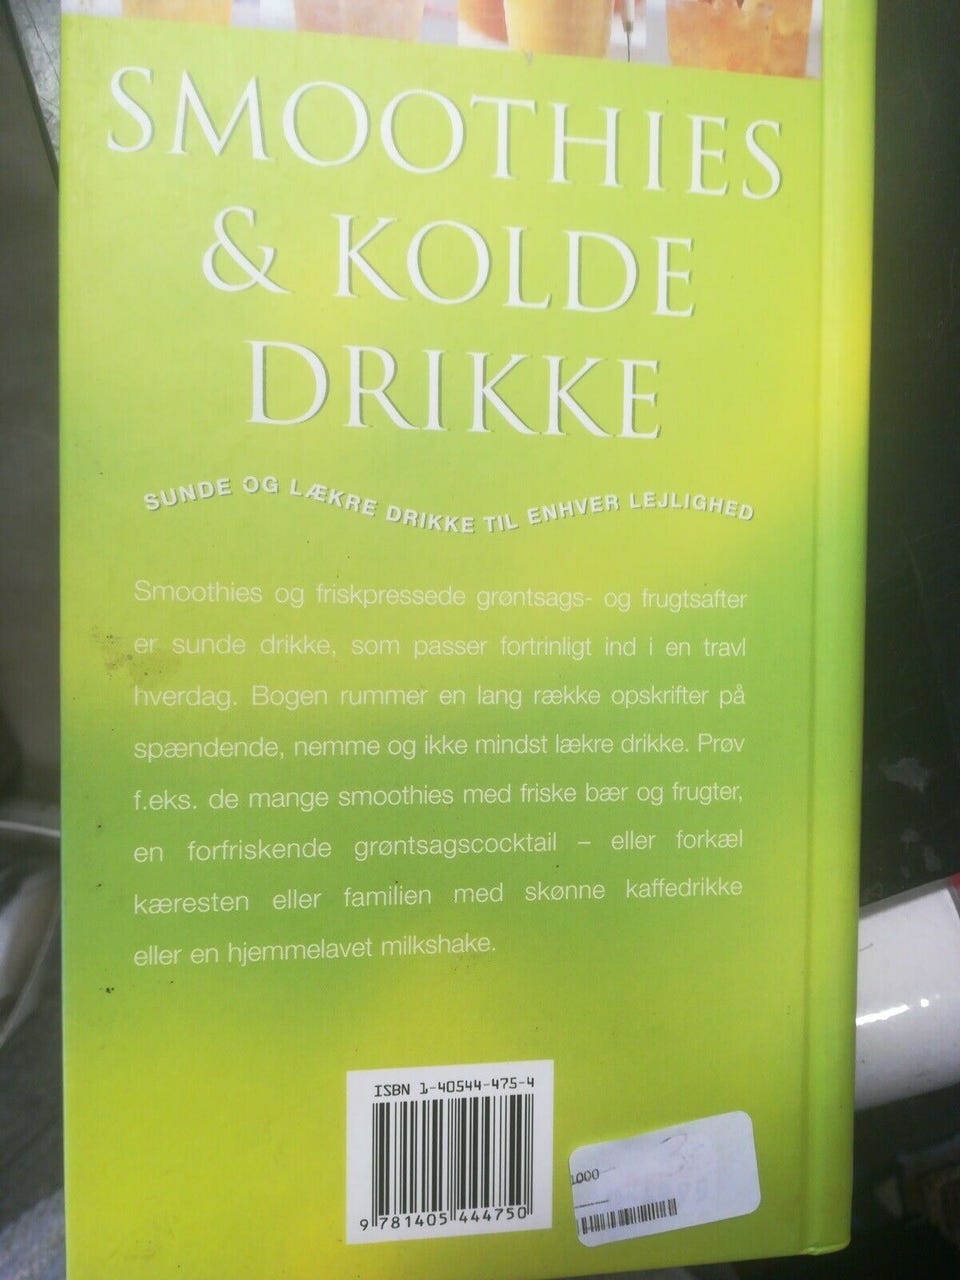 SMOOTHIES
& KOLDE
DRIKKE
SUNDE OG LÆKRE DRIKKE TIL ENHVER LEJLIGHED
Smoothies og friskpressede grøntsags- og frugtsafter
er sunde drikke, som passer fortrinligt ind i en travl
hverdag. Bogen rummer en lang række opskrifter på
spændende, nemme og ikke mindst lækre drikke. Prøv
f.eks. de mange smoothies med friske bær og frugter,
en forfriskende grøntsagscocktail – eller forkæl
kæresten eller familien med skønne kaffedrikke
eller en hjemmelavet milkshake.
ISBN 1-40544-475-4
9 781405 444750
1000